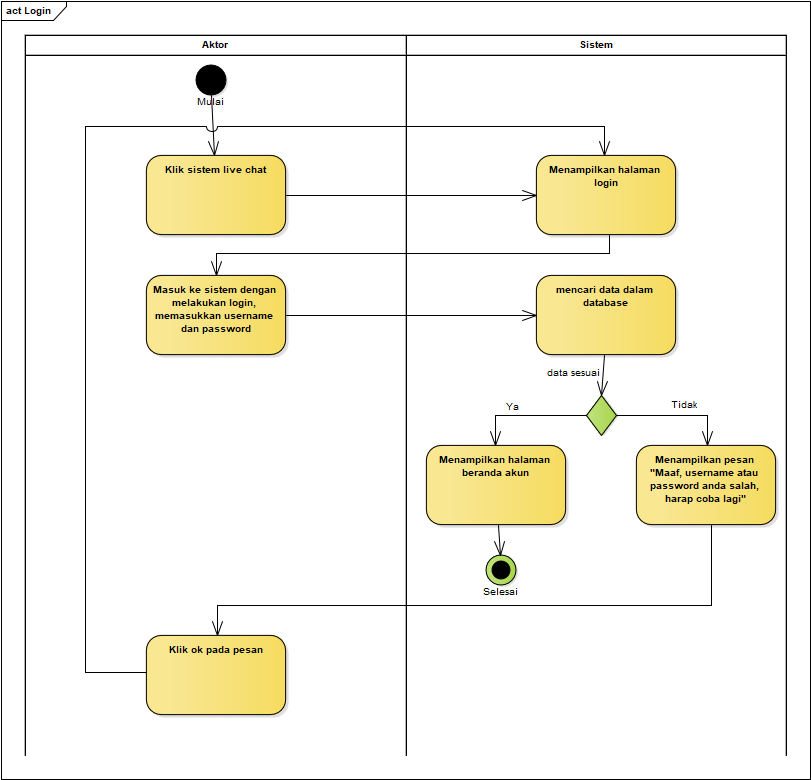 act Login
Aktor
Sistem
Mulai
Klik sistem live chat
Menampilkan halaman
login
Masuk ke sistem dengan
melakukan login,
memasukkan username
dan password
mencari data dalam
database
data sesuai
Ya
Tidak
Menampilkan halaman
beranda akun
Menampilkan pesan
"Maaf, username atau
password anda salah,
harap coba lagi"
Selesai
Klik ok pada pesan